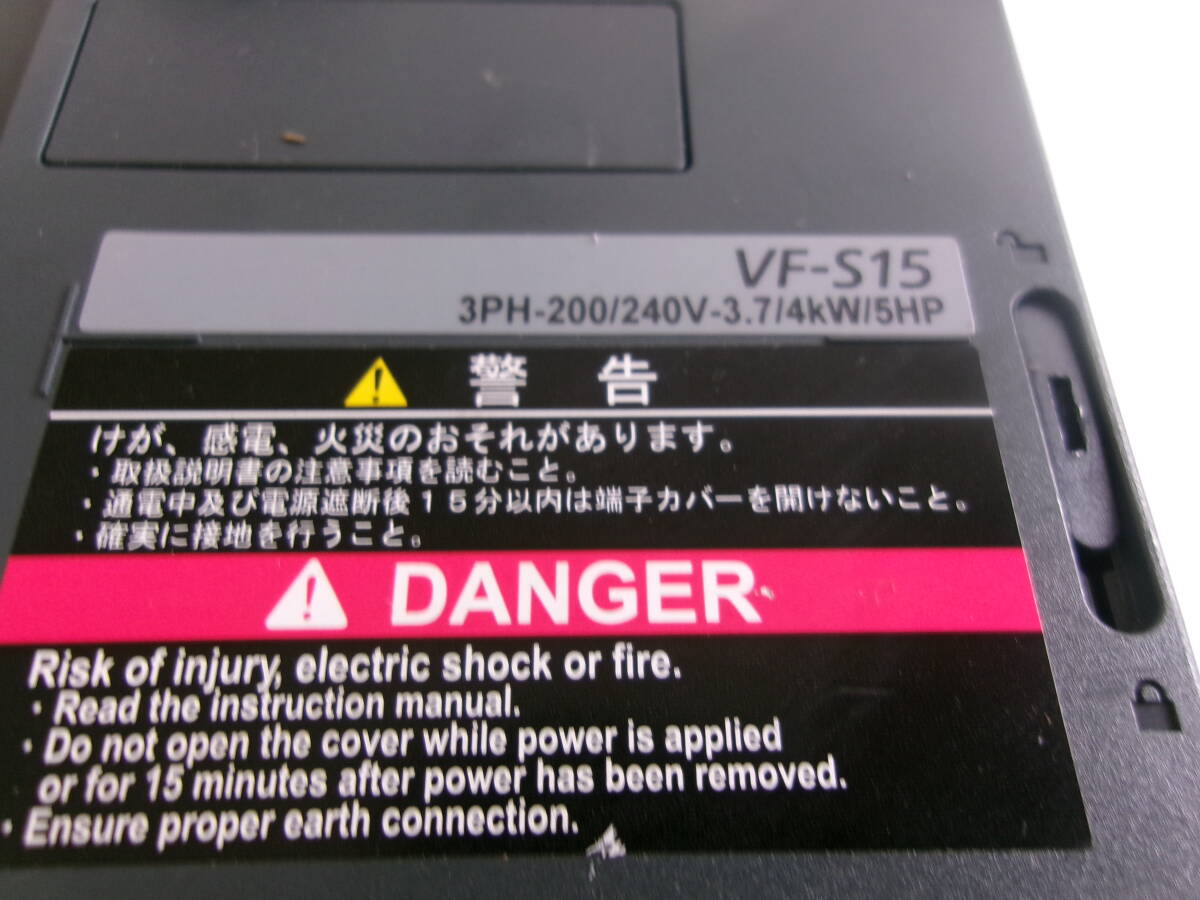 VF-S15
3PH-200/240V-3.7/4kW/5HP
警告
けが、感電、火災のおそれがあります。
・取扱説明書の注意事項を読むこと。
・通電中及び電源遮断後15分以内は端子カバーを開けないこと。
・確実に接地を行うこと。
DANGER
Risk of injury, electric shock or fire.
・Read the instruction manual.
・Do not open the cover while power is applied
or for 15 minutes after power has been removed.
・Ensure proper earth connection.